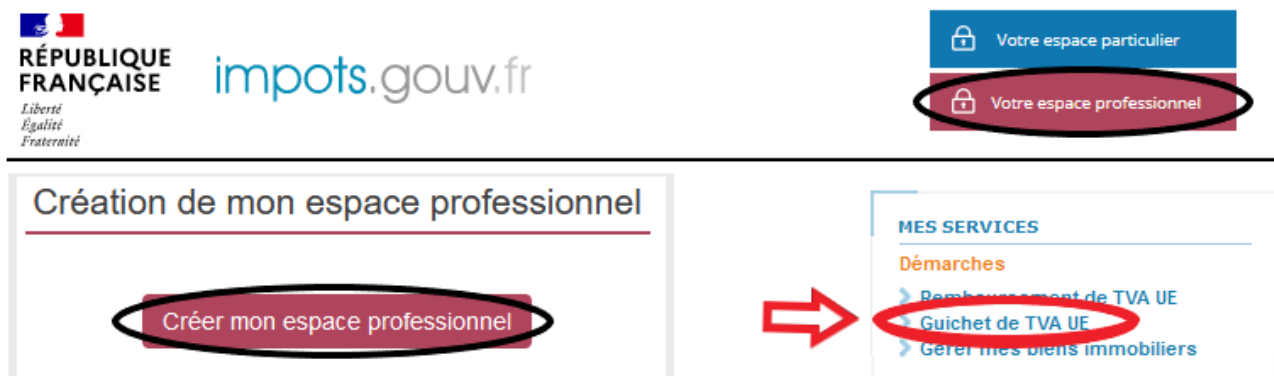 RÉPUBLIQUE
FRANÇAISE
Liberté
Égalité
Fraternité
impots.gouv.fr
Votre espace particulier
Votre espace professionnel
Création de mon espace professionnel
Créer mon espace professionnel
MES SERVICES
Démarches
Remboursement de TVA UE
Guichet de TVA UE
Gérer mes biens immobiliers